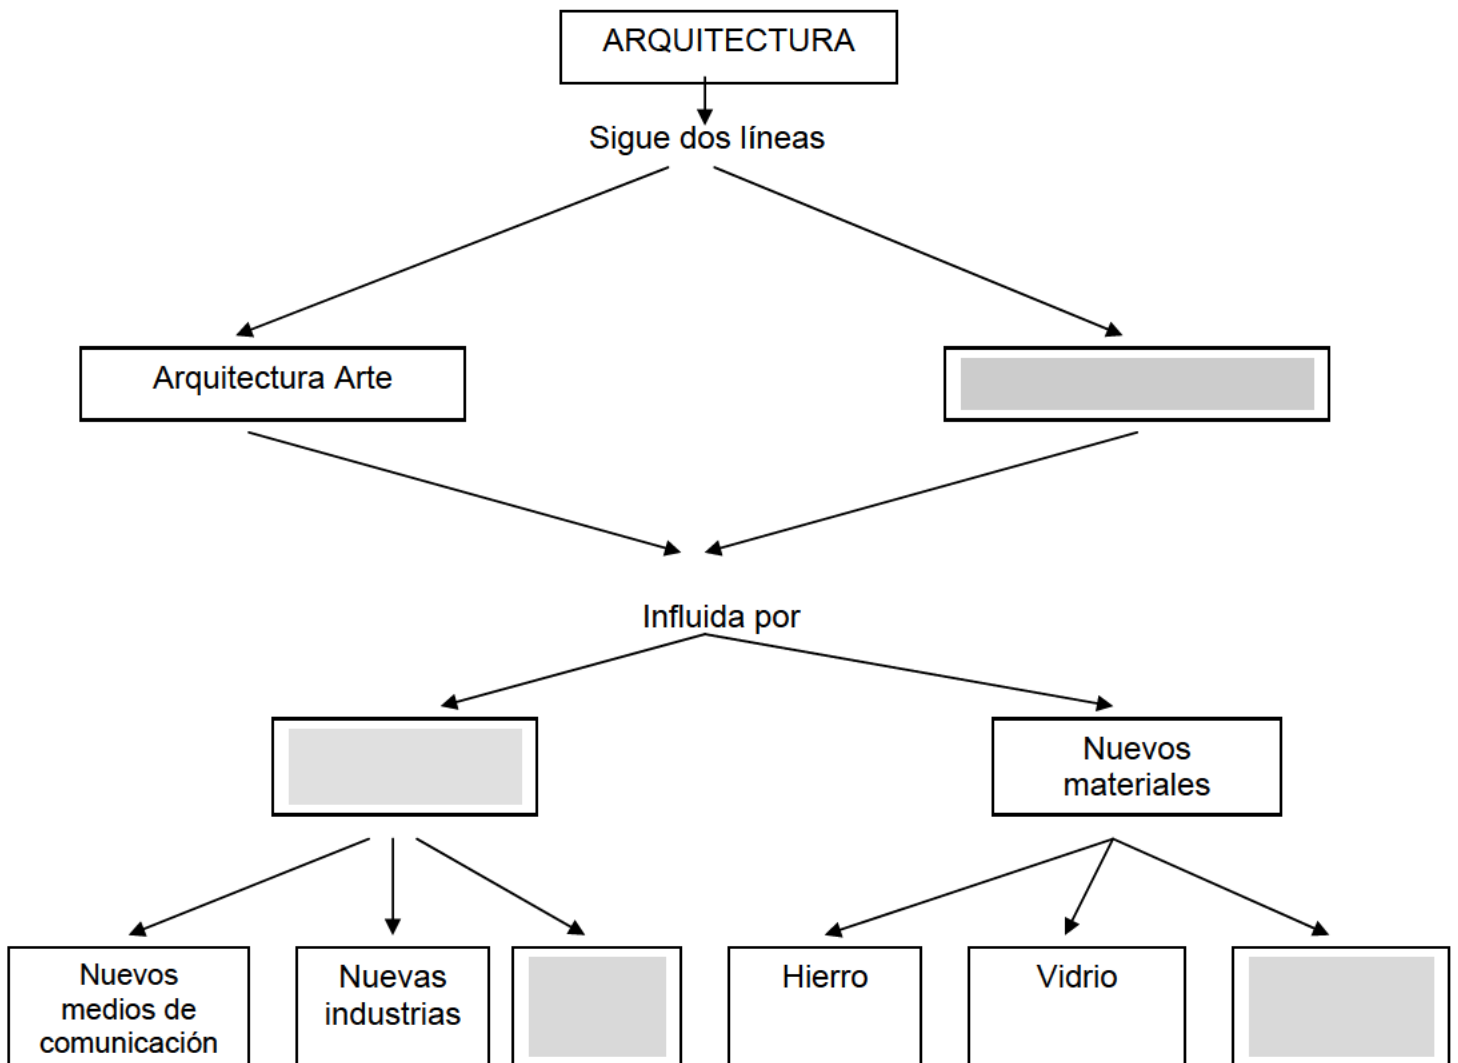 ARQUITECTURA
Sigue dos líneas
Arquitectura Arte
Influida por
Nuevos
materiales
Nuevos
medios de
comunicación
Nuevas
industrias
Hierro
Vidrio